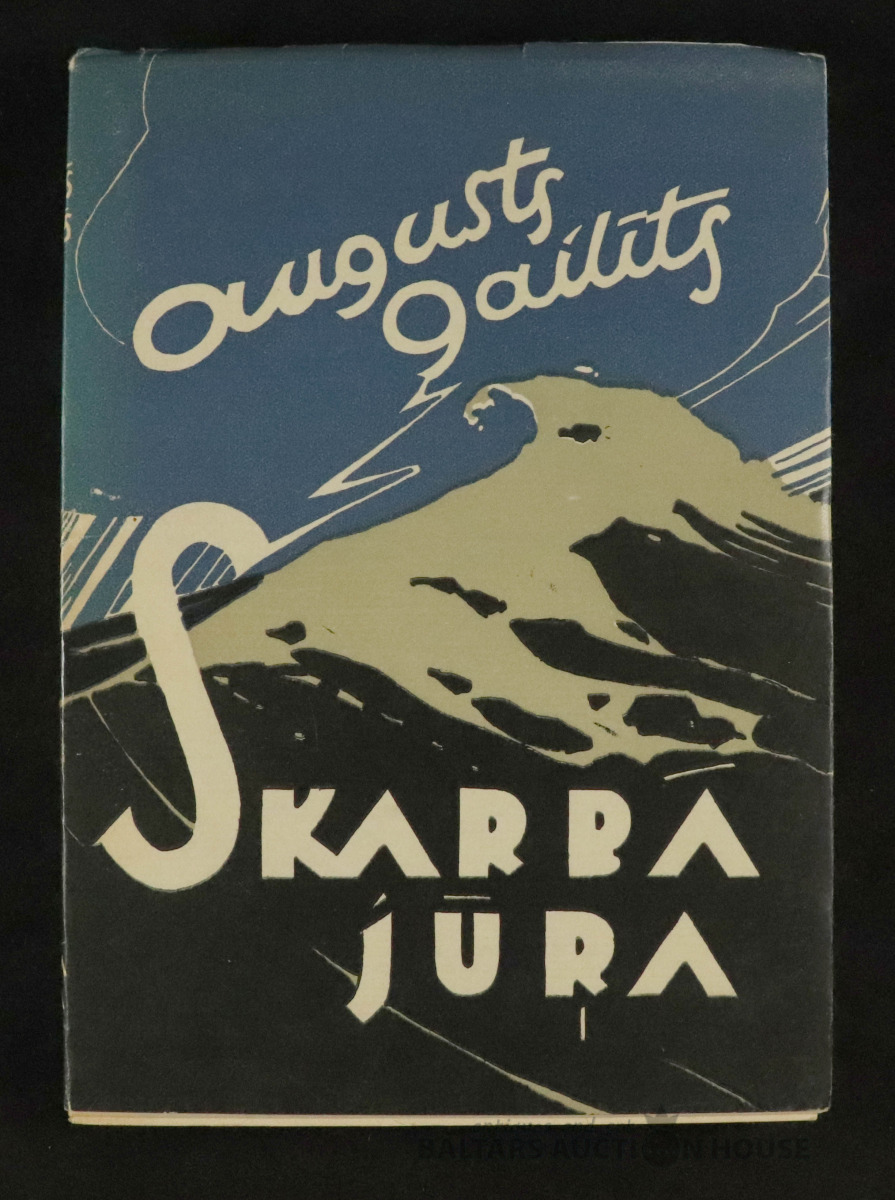 augusts
gailīts
SKARBA
JŪRA
BALTARS AUCTION HOUSE